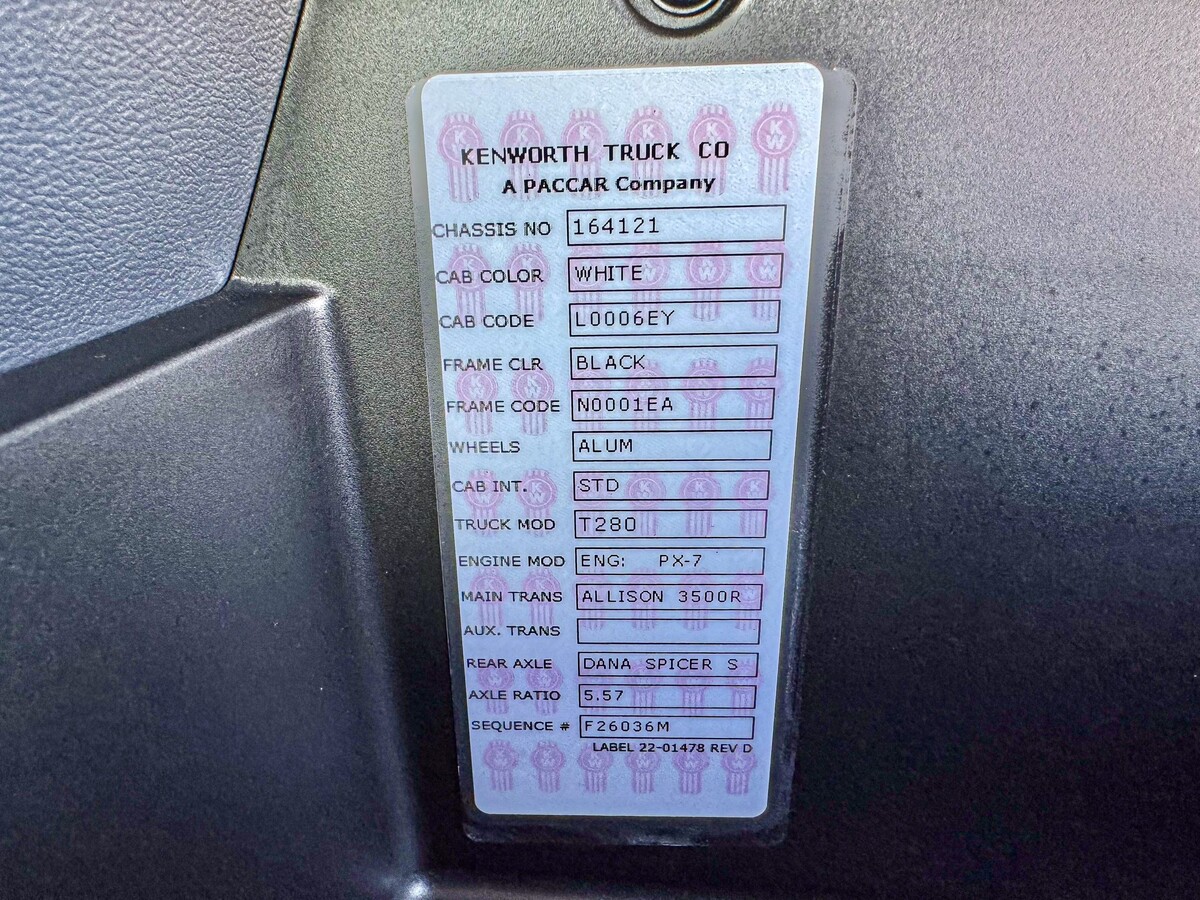 KENWORTH TRUCK CO
A PACCAR Company
CHASSIS NO 164121
CAB COLOR WHITE
CAB CODE L0006EY
FRAME CLR BLACK
FRAME CODE N0001EA
WHEELS ALUM
CAB INT. STD
TRUCK MOD T280
ENGINE MOD ENG: PX-7
MAIN TRANS ALLISON 3500R
AUX. TRANS
REAR AXLE DANA SPICER S
AXLE RATIO 5.57
SEQUENCE # F26036M
LABEL 22-01478 REV D